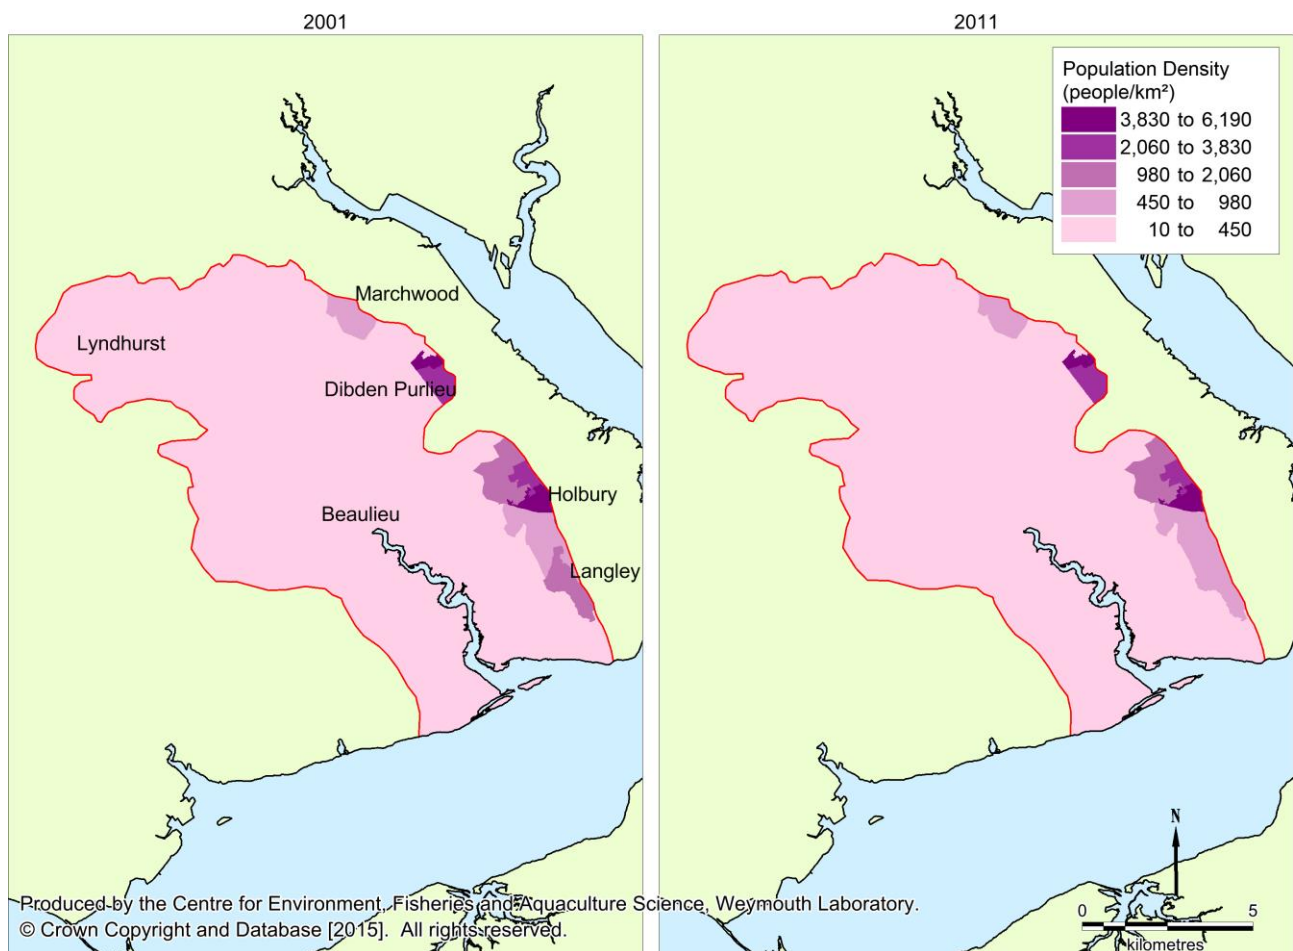 2001
2011
Population Density
(people/km²)
3,830 to 6,190
2,060 to 3,830
980 to 2,060
450 to 980
10 to 450
Marchwood
Lyndhurst
Dibden Purlieu
Holbury
Beaulieu
Langley
N
0 5
kilometres
Produced by the Centre for Environment, Fisheries and Aquaculture Science, Weymouth Laboratory.
© Crown Copyright and Database [2015]. All rights reserved.